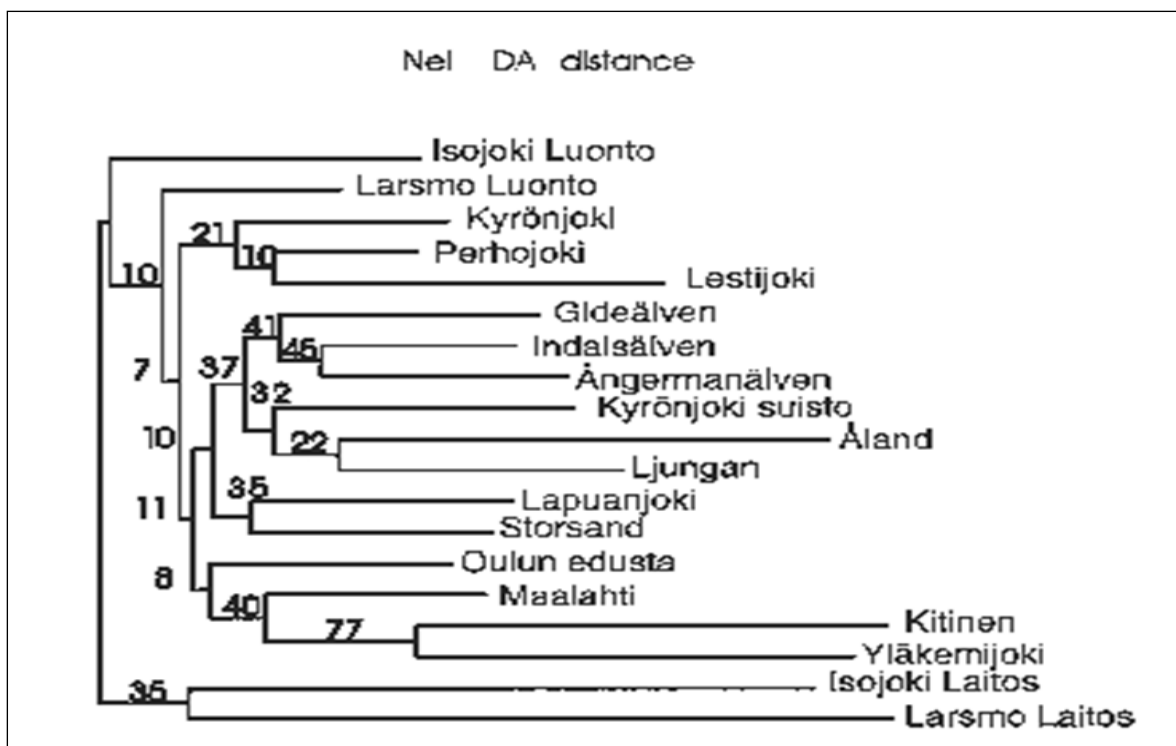 Nei DA distance
Isojoki Luonto
Larsmo Luonto
Kyrönjoki
21
Perhojoki
10
10
Lestijoki
Gideälven
41
Indalsälven
45
7
37
Ångermanälven
32
Kyrönjoki suisto
10
22
Åland
Ljungan
35
Lapuanjoki
11
Storsand
Oulun edusta
8
Maalahti
40
77
Kitinen
Yläkemijoki
35
Isojoki Laitos
Larsmo Laitos